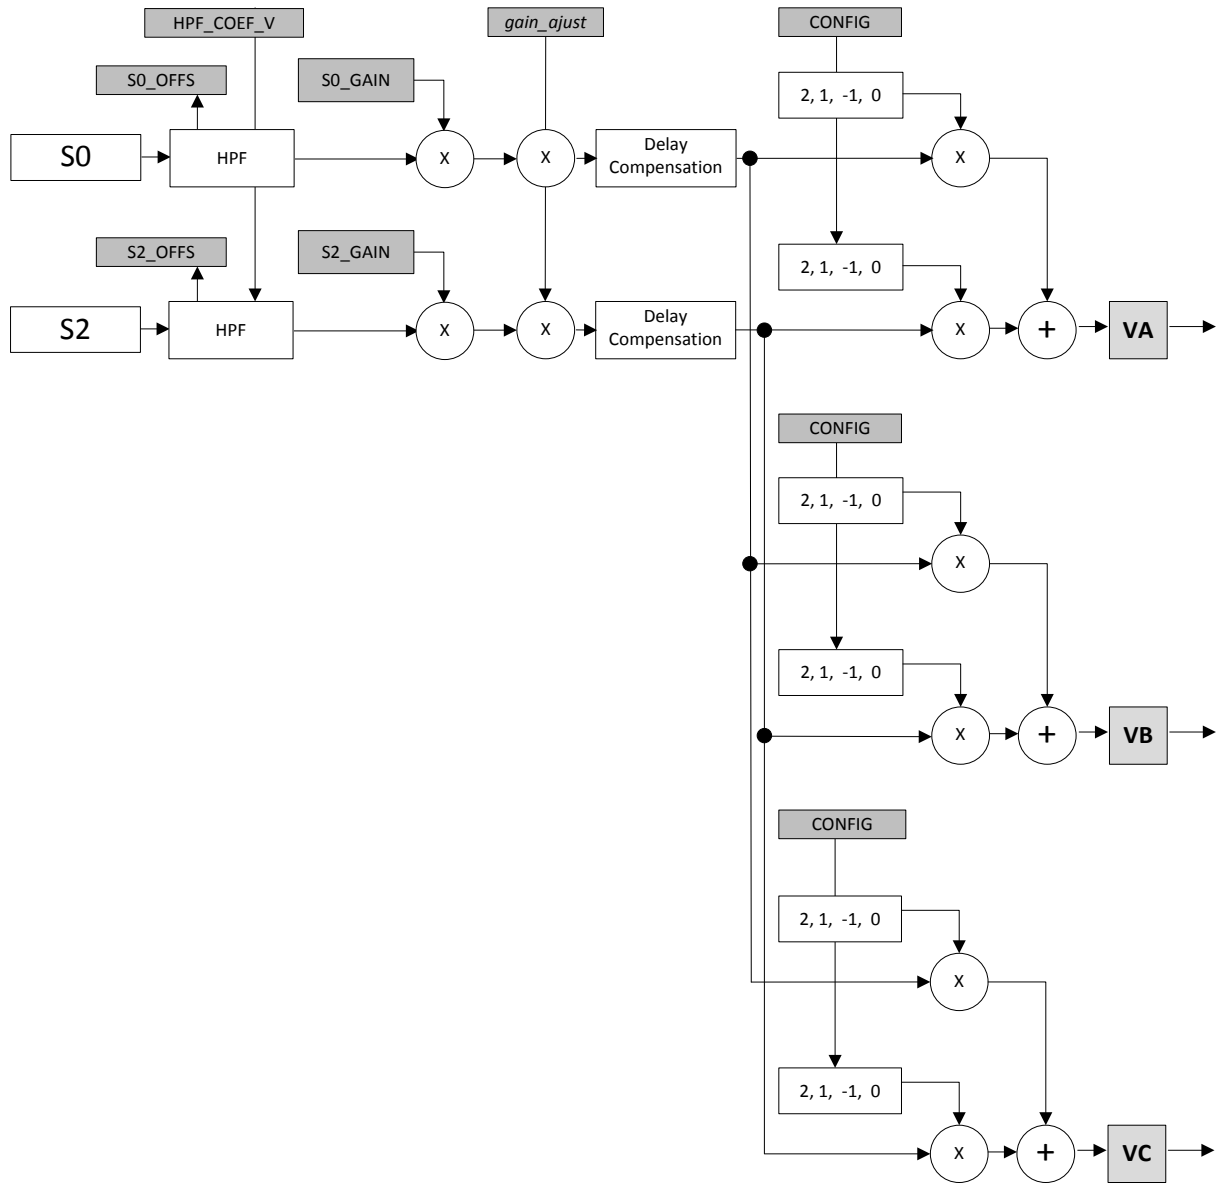 HPF_COEF_V
gain_ajust
CONFIG
S0_OFFS
S0_GAIN
2, 1, -1, 0
S0
HPF
X
X
Delay
Compensation
X
S2_OFFS
S2_GAIN
2, 1, -1, 0
S2
HPF
X
X
Delay
Compensation
X
+
VA
CONFIG
2, 1, -1, 0
X
2, 1, -1, 0
X
+
VB
CONFIG
2, 1, -1, 0
X
2, 1, -1, 0
X
+
VC